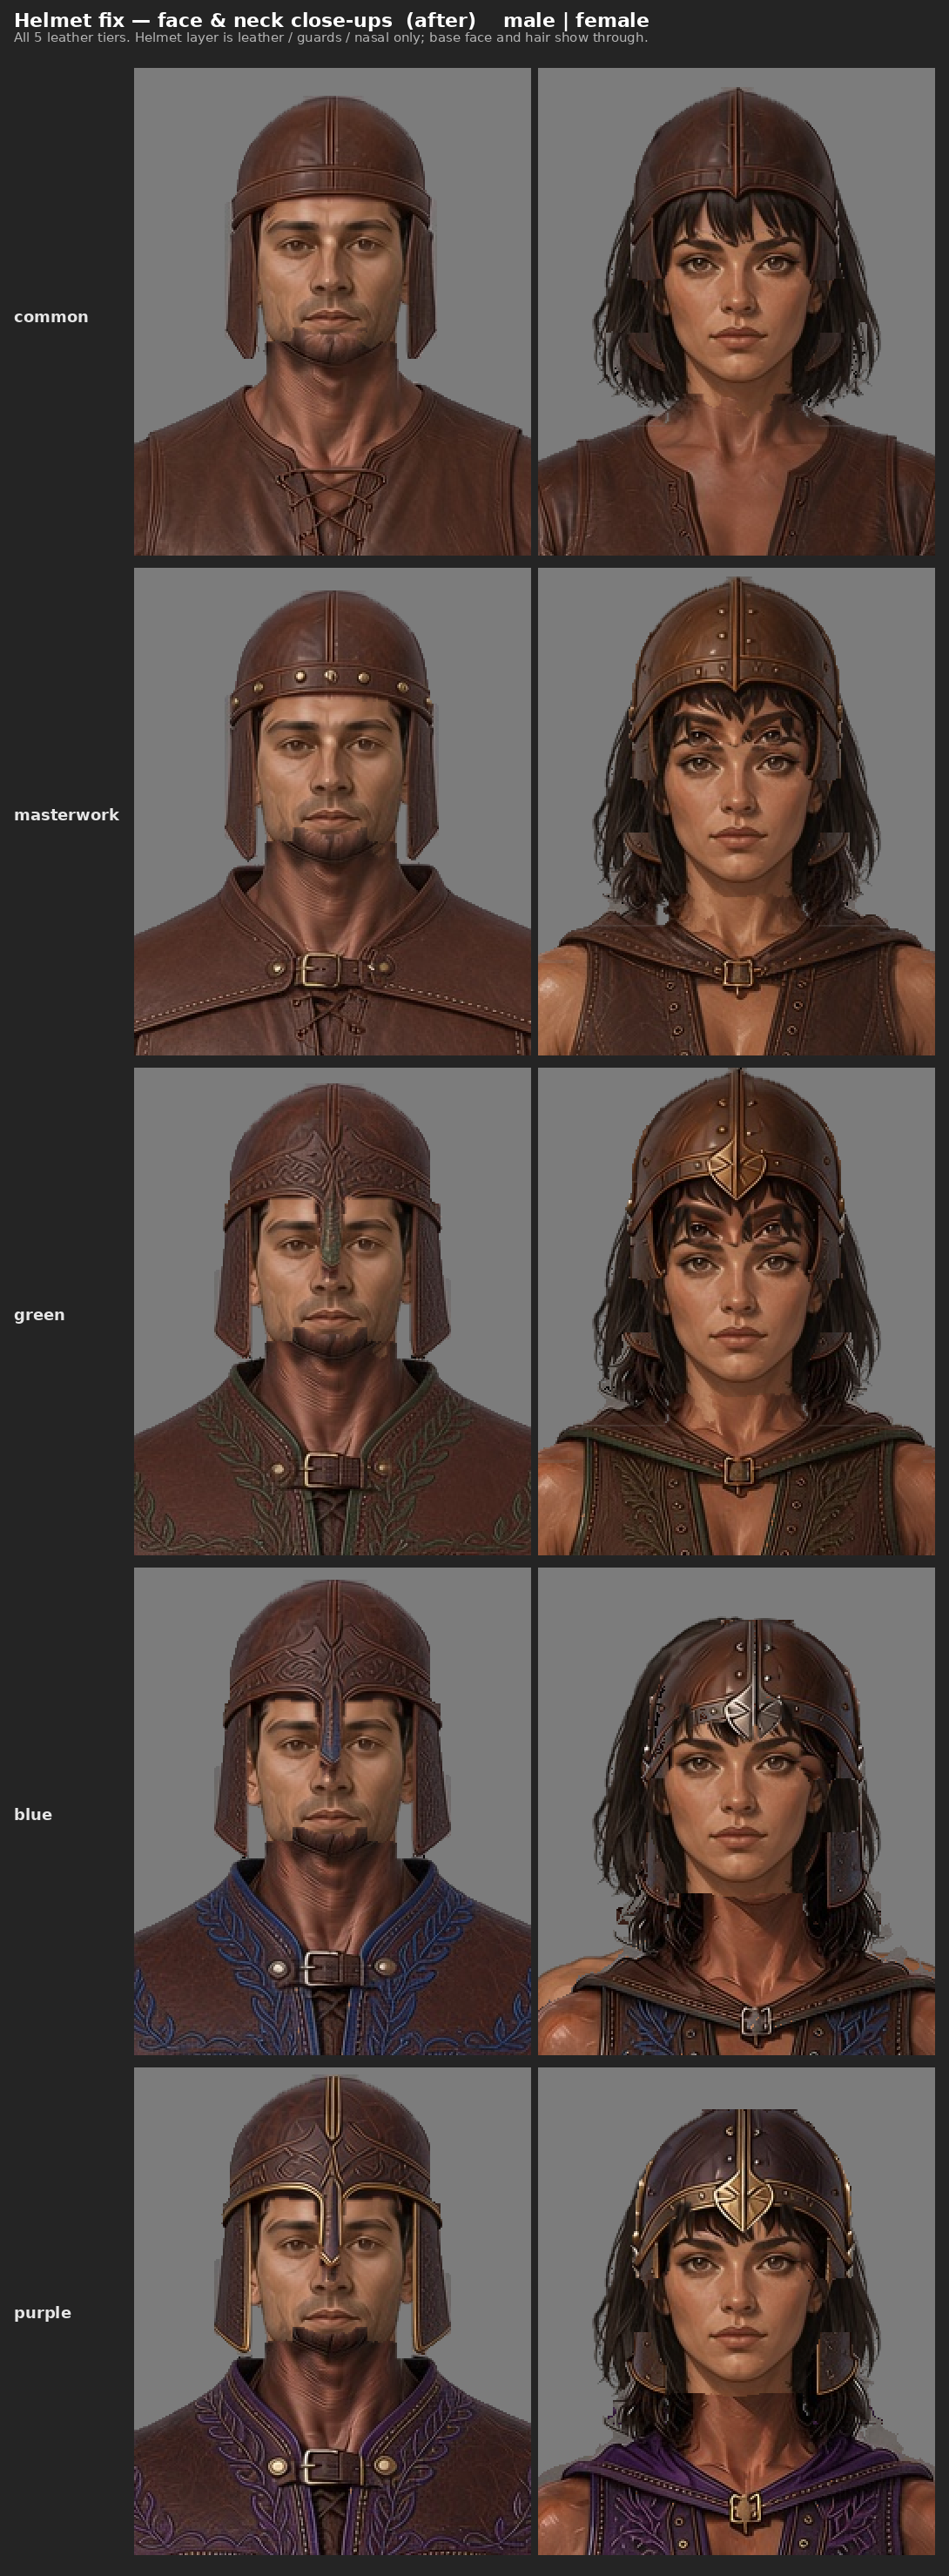 Helmet fix — face & neck close-ups  (after)    male | female
All 5 leather tiers. Helmet layer is leather / guards / nasal only; base face and hair show through.
common
masterwork
green
blue
purple